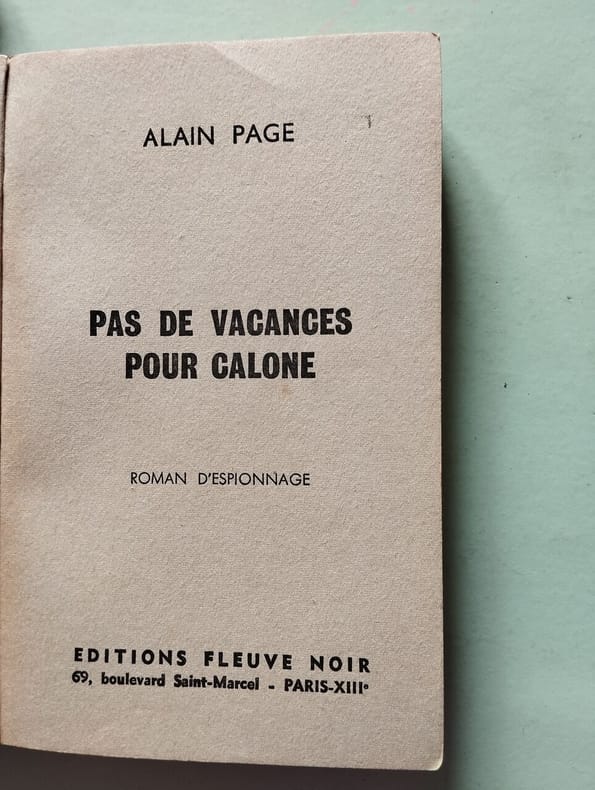 ALAIN PAGE
PAS DE VACANCES
POUR CALONE
ROMAN D'ESPIONNAGE
EDITIONS FLEUVE NOIR
69, boulevard Saint-Marcel - PARIS-XIIIᵉ